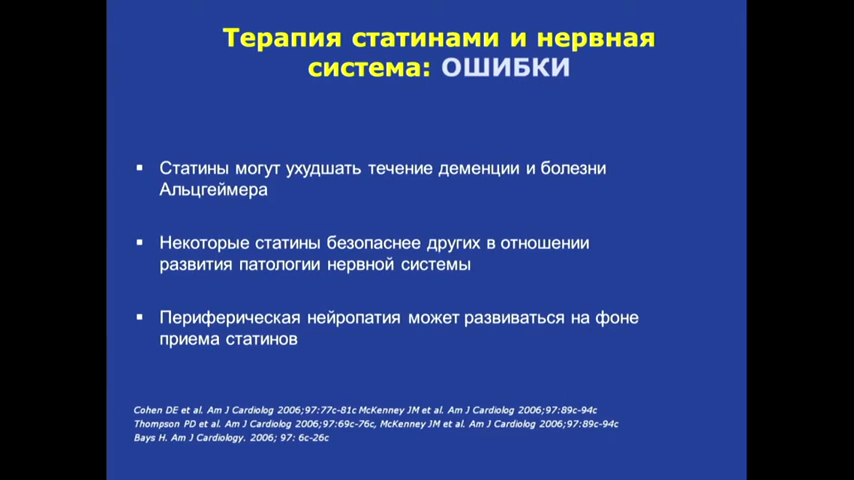 Терапия статинами и нервная
система: ОШИБКИ
▪ Статины могут ухудшать течение деменции и болезни
Альцгеймера
▪ Некоторые статины безопаснее других в отношении
развития патологии нервной системы
▪ Периферическая нейропатия может развиваться на фоне
приема статинов
Cohen DE et al. Am J Cardiolog 2006;97:77c-81c McKenney JM et al. Am J Cardiolog 2006;97:89c-94c
Thompson PD et al. Am J Cardiolog 2006;97:69c-76c, McKenney JM et al. Am J Cardiolog 2006;97:89c-94c
Bays H. Am J Cardiology. 2006; 97: 6c-26c